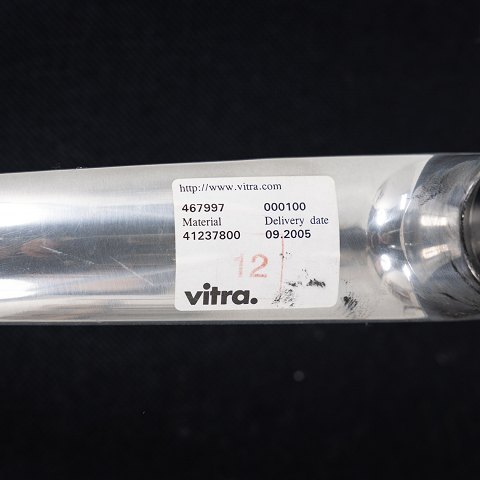 http://www.vitra.com
467997 000100
Material Delivery date
41237800 09.2005
12
vitra.